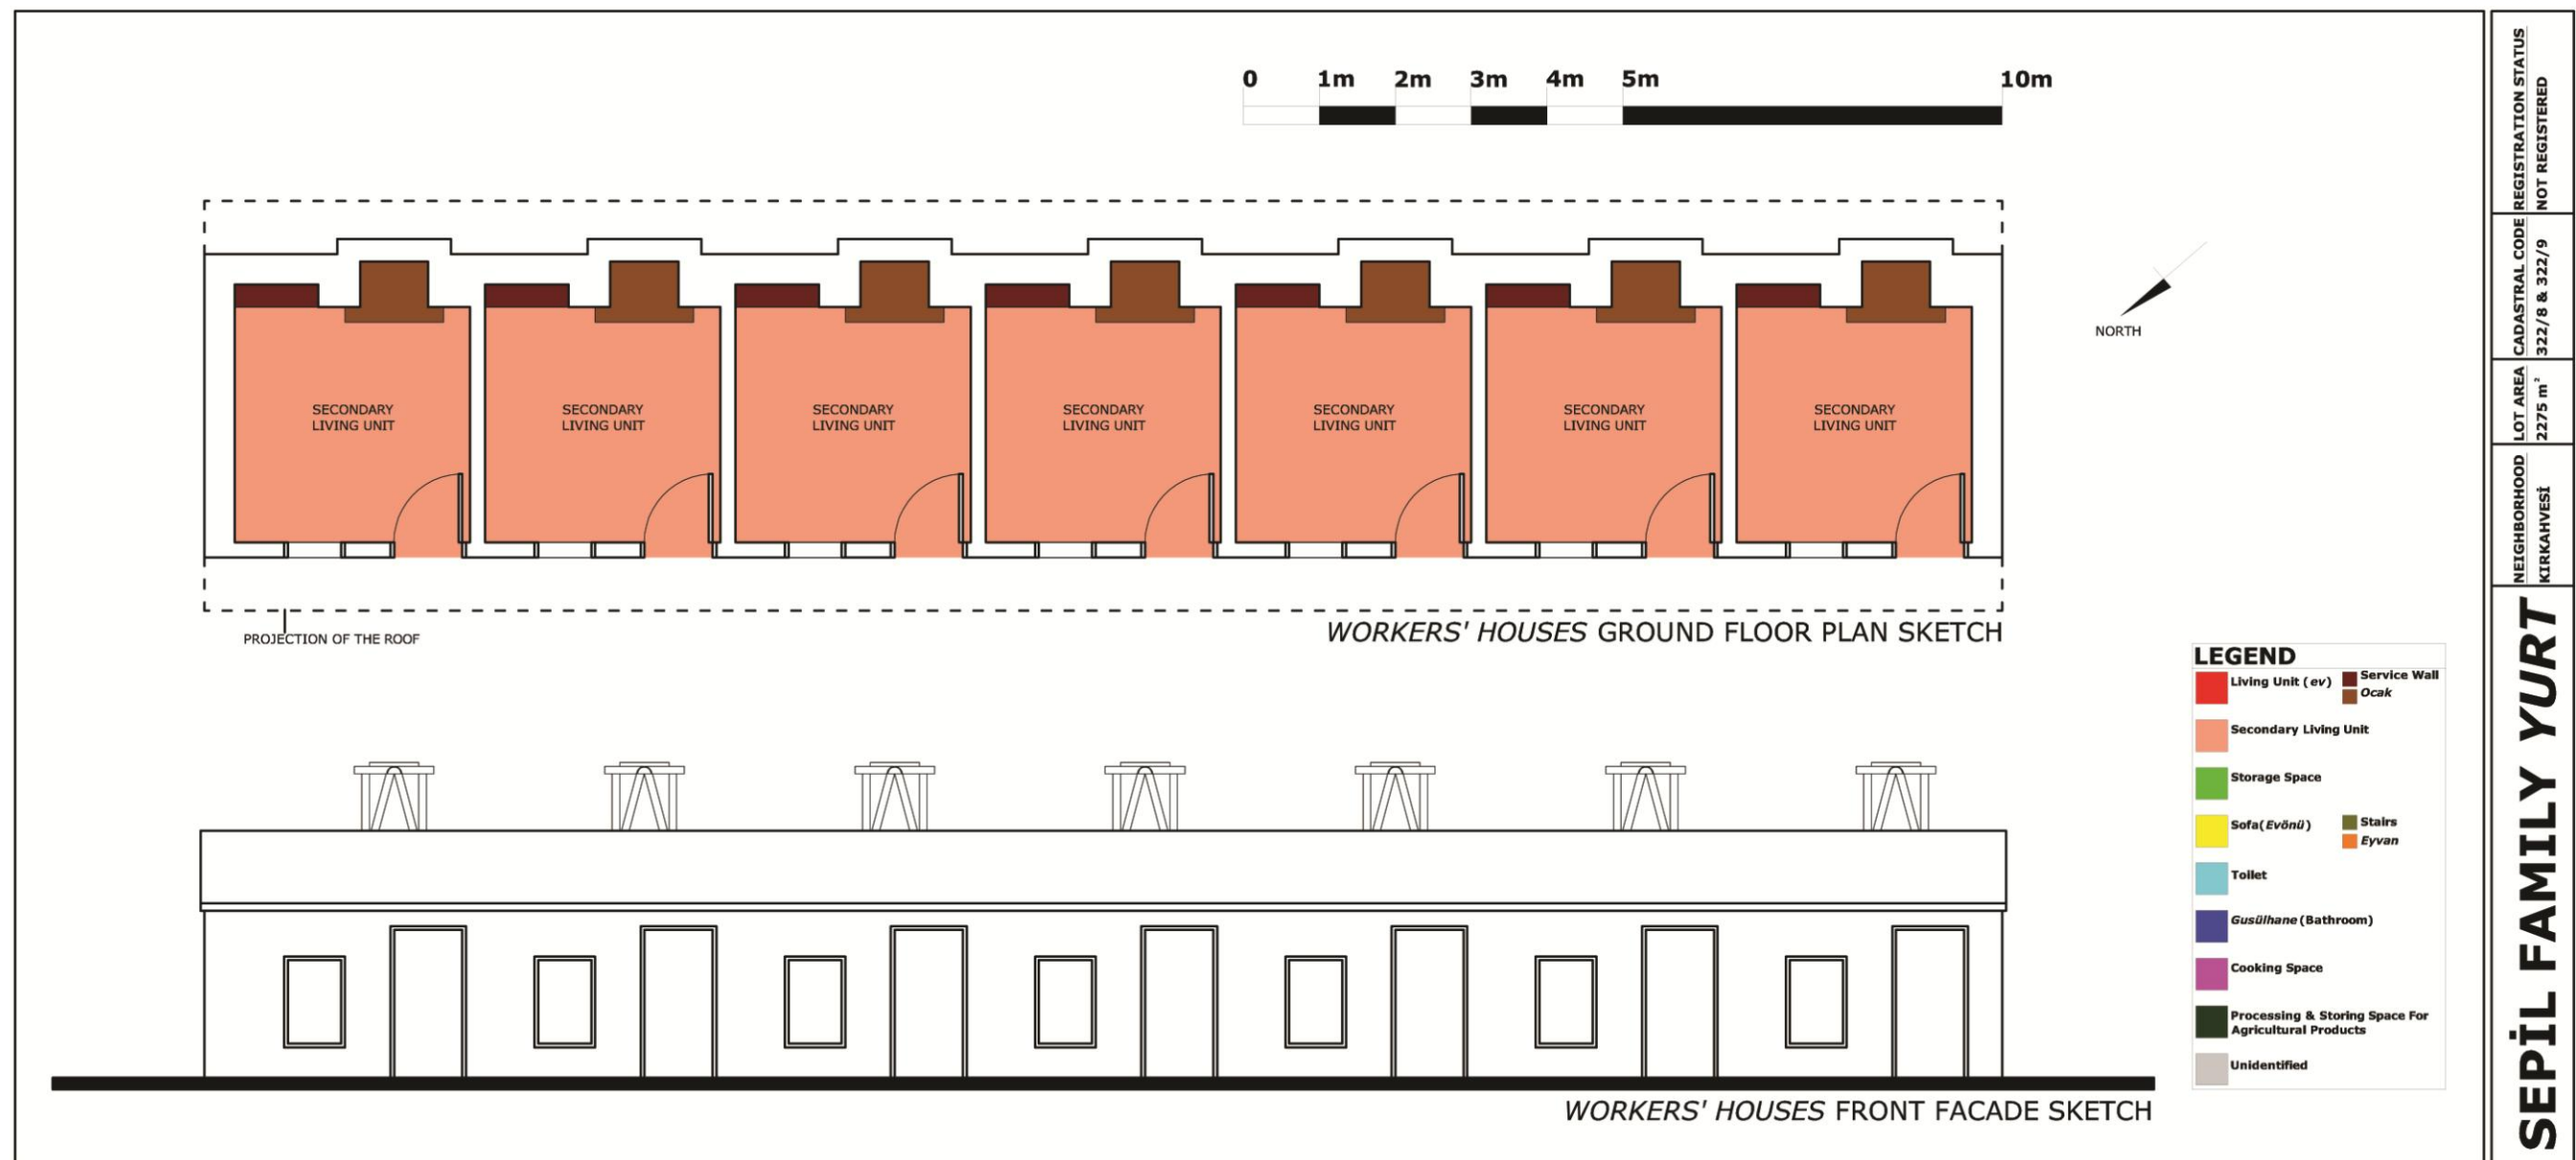 0 1m 2m 3m 4m 5m 10m
NORTH
SECONDARY
LIVING UNIT
SECONDARY
LIVING UNIT
SECONDARY
LIVING UNIT
SECONDARY
LIVING UNIT
SECONDARY
LIVING UNIT
SECONDARY
LIVING UNIT
SECONDARY
LIVING UNIT
PROJECTION OF THE ROOF
WORKERS' HOUSES GROUND FLOOR PLAN SKETCH
WORKERS' HOUSES FRONT FACADE SKETCH
LEGEND
Living Unit (ev)
Service Wall
Ocak
Secondary Living Unit
Storage Space
Sofa(Evönü)
Stairs
Eyvan
Toilet
Gusülhane (Bathroom)
Cooking Space
Processing & Storing Space For
Agricultural Products
Unidentified
REGISTRATION STATUS
NOT REGISTERED
CADASTRAL CODE
322/8 & 322/9
LOT AREA
2275 m²
NEIGHBORHOOD
KIRKAHVESİ
SEPİL FAMILY YURT